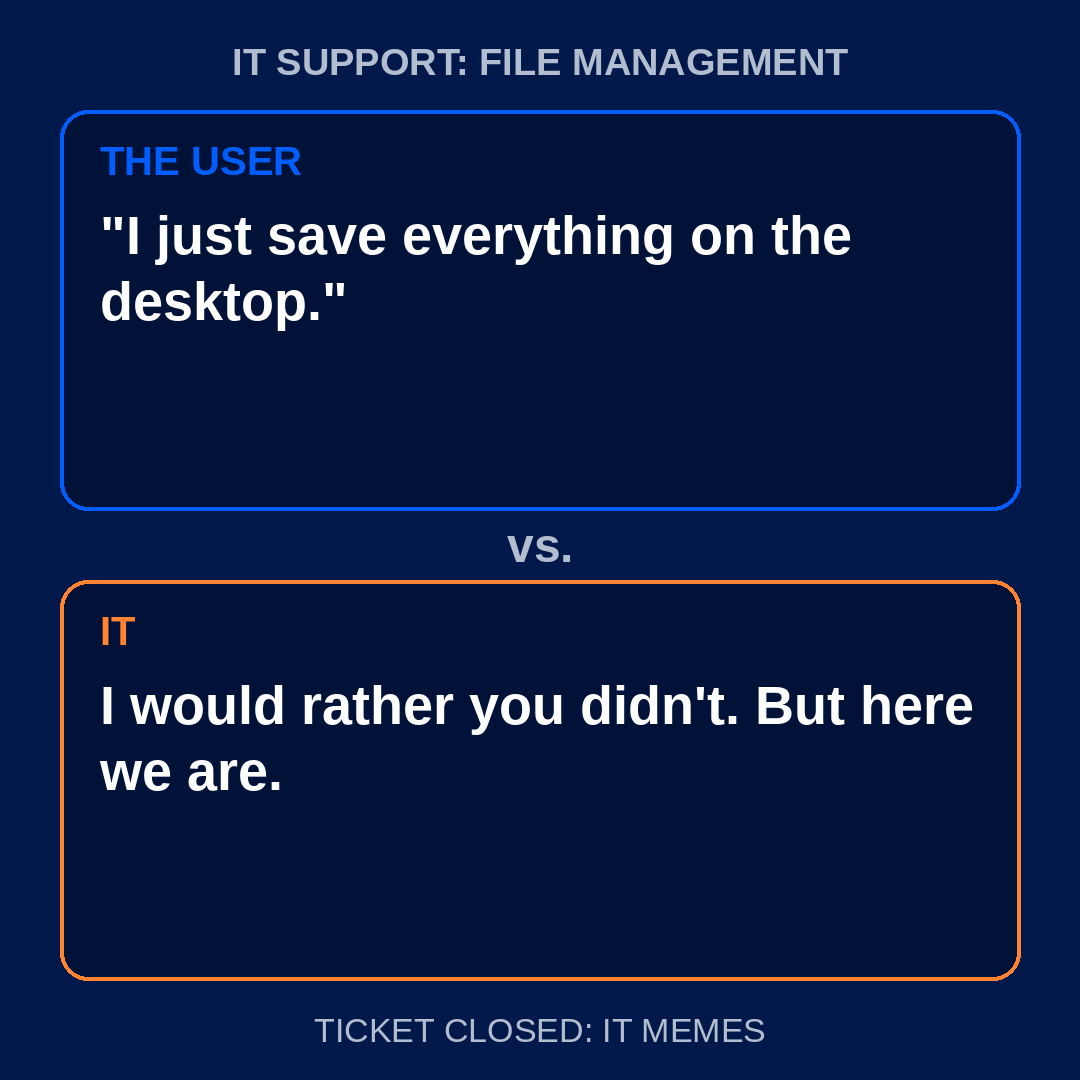 IT SUPPORT: FILE MANAGEMENT
THE USER
"I just save everything on the
desktop."
vs.
IT
I would rather you didn't. But here
we are.
TICKET CLOSED: IT MEMES